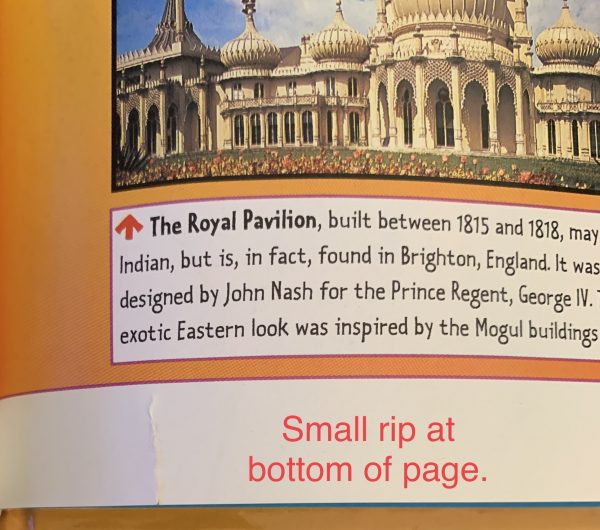 The Royal Pavilion, built between 1815 and 1818, may
Indian, but is, in fact, found in Brighton, England. It was
designed by John Nash for the Prince Regent, George IV.
exotic Eastern look was inspired by the Mogul buildings
Small rip at
bottom of page.